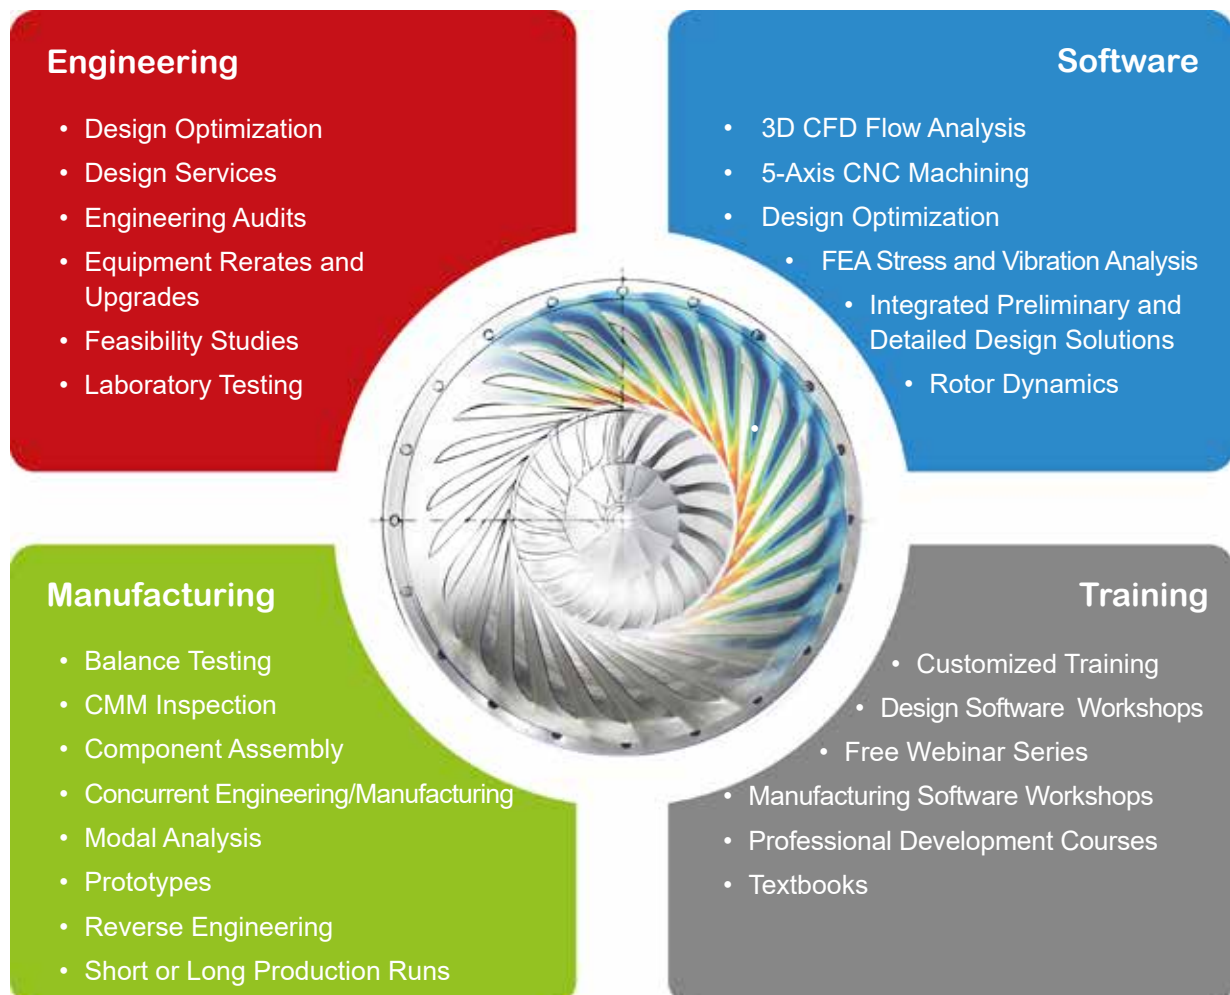 Engineering
• Design Optimization
• Design Services
• Engineering Audits
• Equipment Rerates and
Upgrades
• Feasibility Studies
• Laboratory Testing
Software
• 3D CFD Flow Analysis
• 5-Axis CNC Machining
• Design Optimization
• FEA Stress and Vibration Analysis
• Integrated Preliminary and
Detailed Design Solutions
• Rotor Dynamics
Manufacturing
• Balance Testing
• CMM Inspection
• Component Assembly
• Concurrent Engineering/Manufacturing
• Modal Analysis
• Prototypes
• Reverse Engineering
• Short or Long Production Runs
Training
• Customized Training
• Design Software Workshops
• Free Webinar Series
• Manufacturing Software Workshops
• Professional Development Courses
• Textbooks